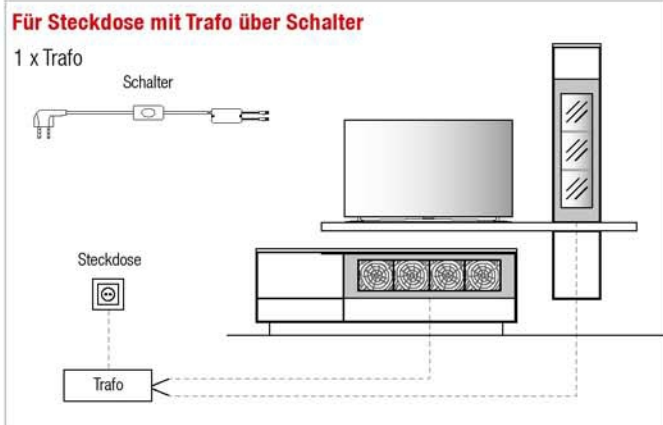 Für Steckdose mit Trafo über Schalter
1 x Trafo
Schalter
Steckdose
Trafo